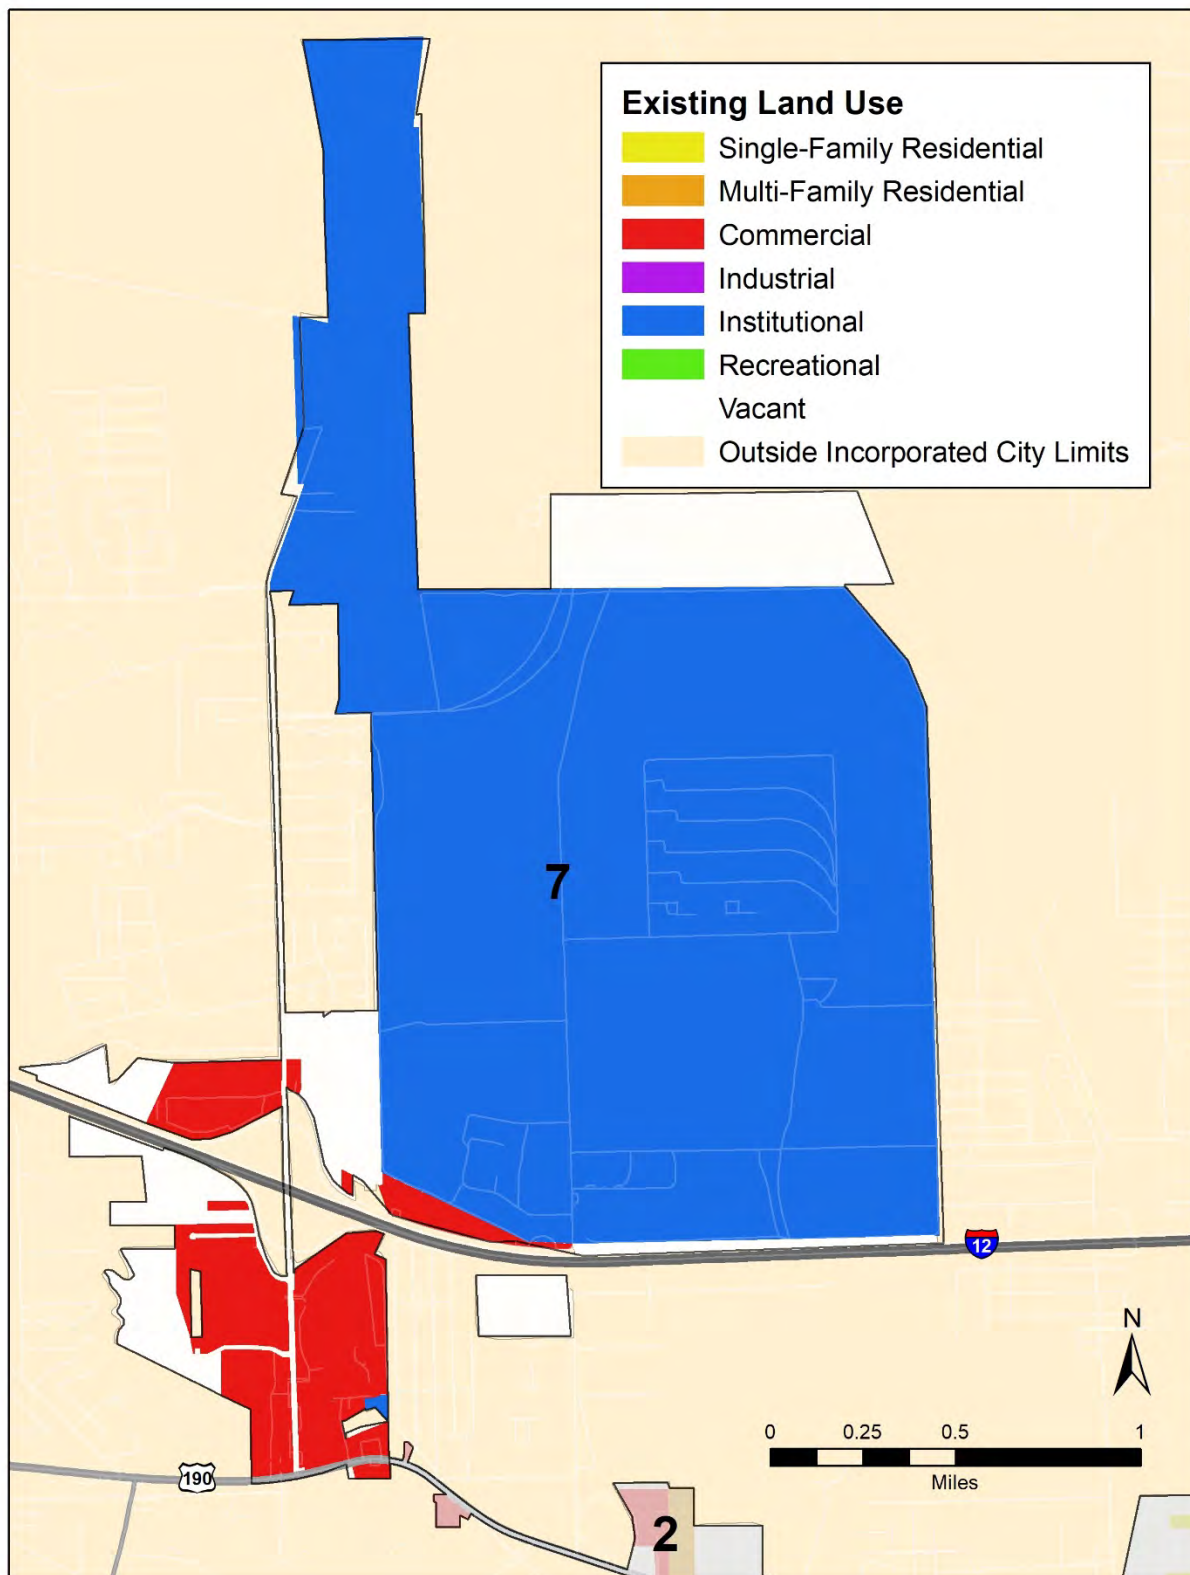 Existing Land Use
Single-Family Residential
Multi-Family Residential
Commercial
Industrial
Institutional
Recreational
Vacant
Outside Incorporated City Limits
7
12
N
0 0.25 0.5 1
Miles
190
2